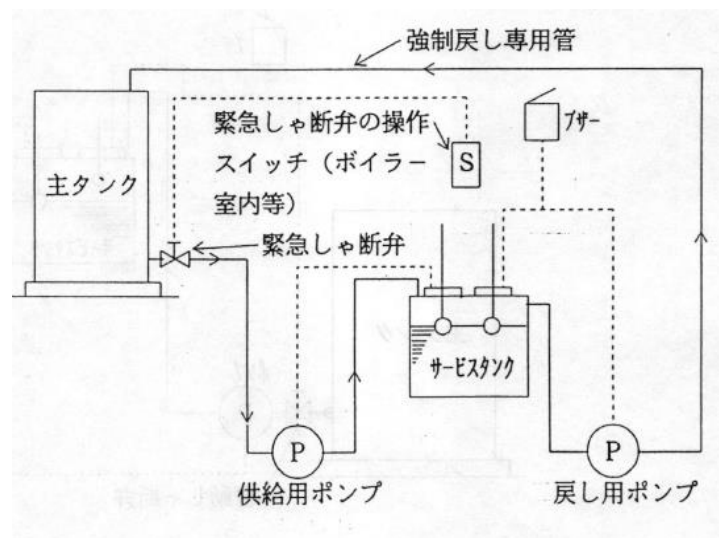 強制戻し専用管
緊急しゃ断弁の操作
スイッチ（ボイラー
室内等）
S
ブザー
主タンク
緊急しゃ断弁
サービスタンク
P
P
供給用ポンプ
戻し用ポンプ